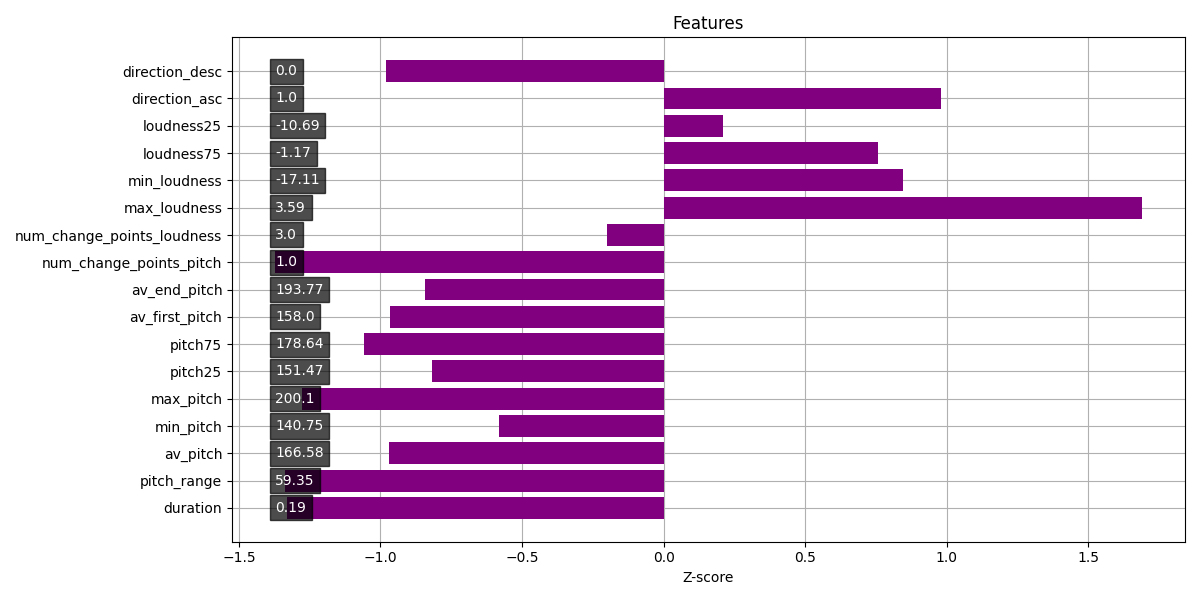 Features
direction_desc 0.0
direction_asc 1.0
loudness25 -10.69
loudness75 -1.17
min_loudness -17.11
max_loudness 3.59
num_change_points_loudness 3.0
num_change_points_pitch 1.0
av_end_pitch 193.77
av_first_pitch 158.0
pitch75 178.64
pitch25 151.47
max_pitch 200.1
min_pitch 140.75
av_pitch 166.58
pitch_range 59.35
duration 0.19
−1.5 −1.0 −0.5 0.0 0.5 1.0 1.5
Z-score